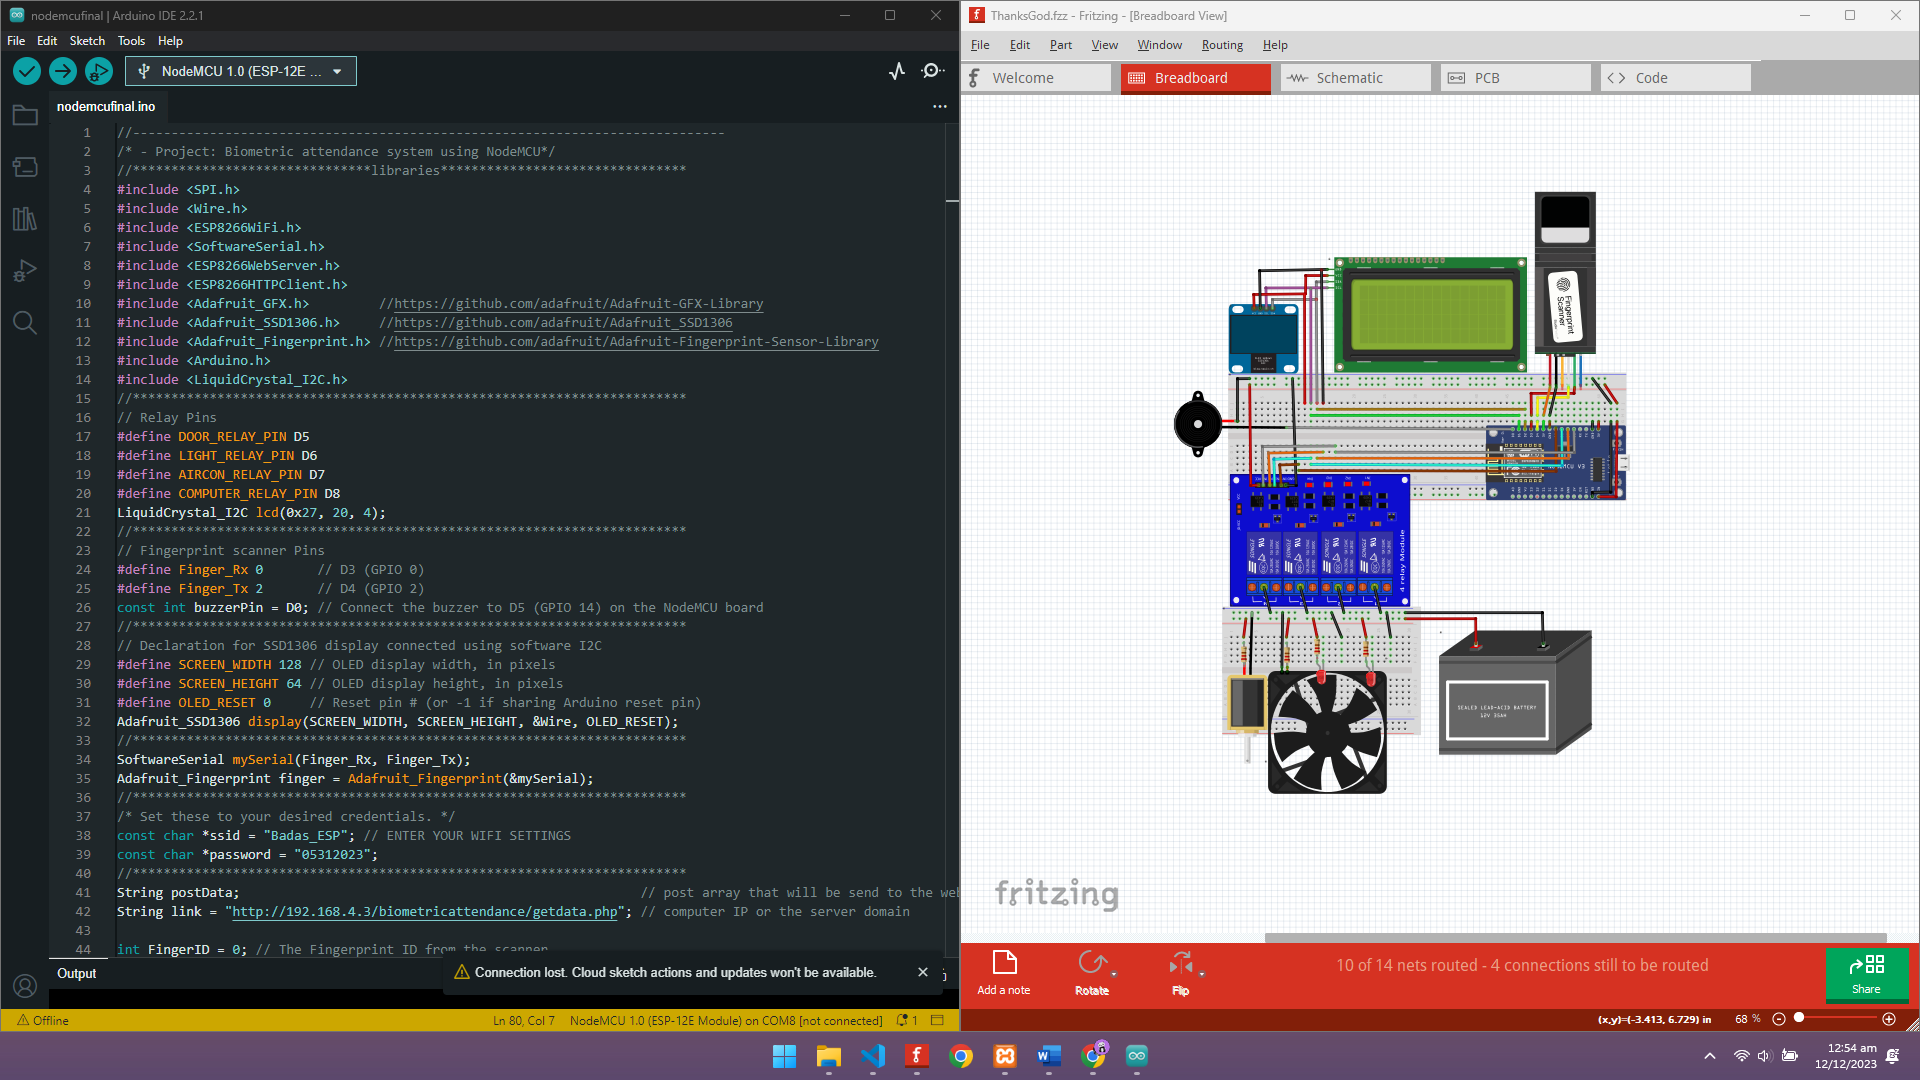 nodemcufinal | Arduino IDE 2.2.1
File Edit Sketch Tools Help
NodeMCU 1.0 (ESP-12E ...
nodemcufinal.ino
1 //-----------------------------------------------------------------------------
2 /* - Project: Biometric attendance system using NodeMCU*/
3 //*******************************libraries********************************
4 #include <SPI.h>
5 #include <Wire.h>
6 #include <ESP8266WiFi.h>
7 #include <SoftwareSerial.h>
8 #include <ESP8266WebServer.h>
9 #include <ESP8266HTTPClient.h>
10 #include <Adafruit_GFX.h> //https://github.com/adafruit/Adafruit-GFX-Library
11 #include <Adafruit_SSD1306.h> //https://github.com/adafruit/Adafruit_SSD1306
12 #include <Adafruit_Fingerprint.h> //https://github.com/adafruit/Adafruit-Fingerprint-Sensor-Library
13 #include <Arduino.h>
14 #include <LiquidCrystal_I2C.h>
15 //************************************************************************
16 // Relay Pins
17 #define DOOR_RELAY_PIN D5
18 #define LIGHT_RELAY_PIN D6
19 #define AIRCON_RELAY_PIN D7
20 #define COMPUTER_RELAY_PIN D8
21 LiquidCrystal_I2C lcd(0x27, 20, 4);
22 //************************************************************************
23 // Fingerprint scanner Pins
24 #define Finger_Rx 0 // D3 (GPIO 0)
25 #define Finger_Tx 2 // D4 (GPIO 2)
26 const int buzzerPin = D0; // Connect the buzzer to D5 (GPIO 14) on the NodeMCU board
27 //************************************************************************
28 // Declaration for SSD1306 display connected using software I2C
29 #define SCREEN_WIDTH 128 // OLED display width, in pixels
30 #define SCREEN_HEIGHT 64 // OLED display height, in pixels
31 #define OLED_RESET 0 // Reset pin # (or -1 if sharing Arduino reset pin)
32 Adafruit_SSD1306 display(SCREEN_WIDTH, SCREEN_HEIGHT, &Wire, OLED_RESET);
33 //************************************************************************
34 SoftwareSerial mySerial(Finger_Rx, Finger_Tx);
35 Adafruit_Fingerprint finger = Adafruit_Fingerprint(&mySerial);
36 //************************************************************************
37 /* Set these to your desired credentials. */
38 const char *ssid = "Badas_ESP"; // ENTER YOUR WIFI SETTINGS
39 const char *password = "05312023";
40 //************************************************************************
41 String postData; // post array that will be send to the web
42 String link = "http://192.168.4.3/biometricattendance/getdata.php"; // computer IP or the server domain
43
44 int FingerID = 0; // The Fingerprint ID from the scanner
Output
Connection lost. Cloud sketch actions and updates won't be available.
Offline
Ln 80, Col 7 NodeMCU 1.0 (ESP-12E Module) on COM8 [not connected] 1
ThanksGod.fzz - Fritzing - [Breadboard View]
File Edit Part View Window Routing Help
Welcome Breadboard Schematic PCB Code
Fingerprint
Scanner
4 relay Module
SEALED LEAD-ACID BATTERY
12V 36AH
fritzing
Add a note Rotate Flip
10 of 14 nets routed - 4 connections still to be routed
Share
(x,y)=(-3.413, 6.729) in 68 %
12:54 am
12/12/2023